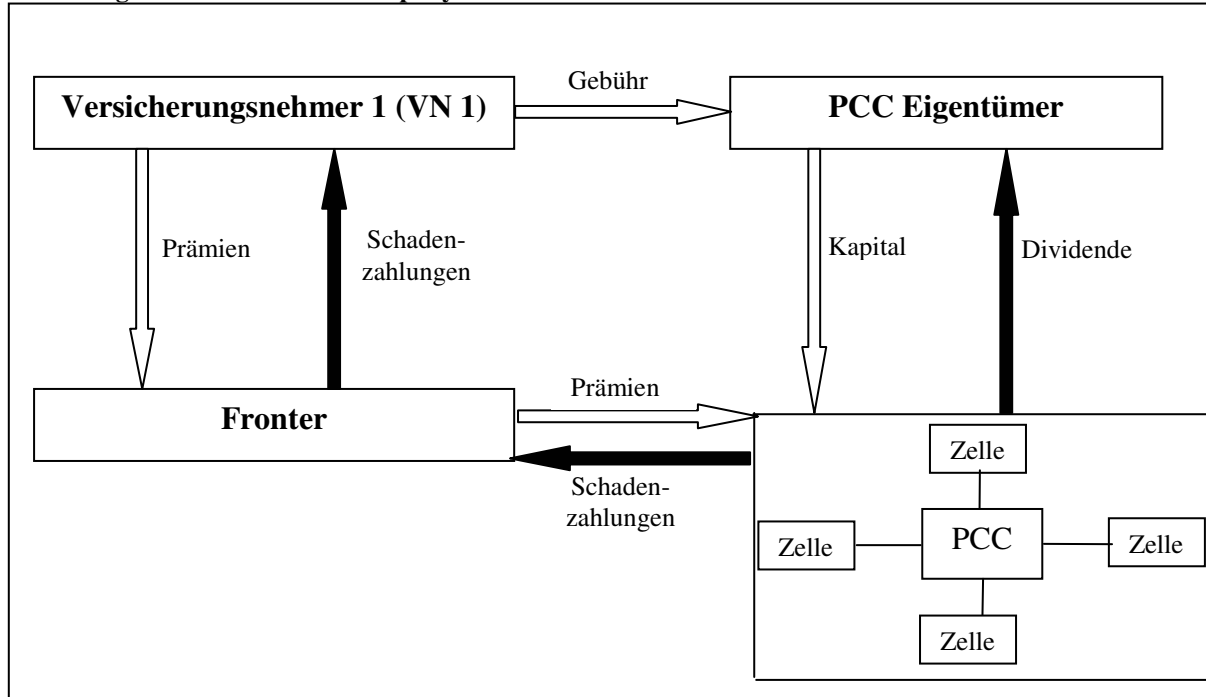 Gebühr
Versicherungsnehmer 1 (VN 1)
PCC Eigentümer
Prämien
Schaden-
zahlungen
Kapital
Dividende
Prämien
Fronter
Schaden-
zahlungen
Zelle
Zelle
PCC
Zelle
Zelle